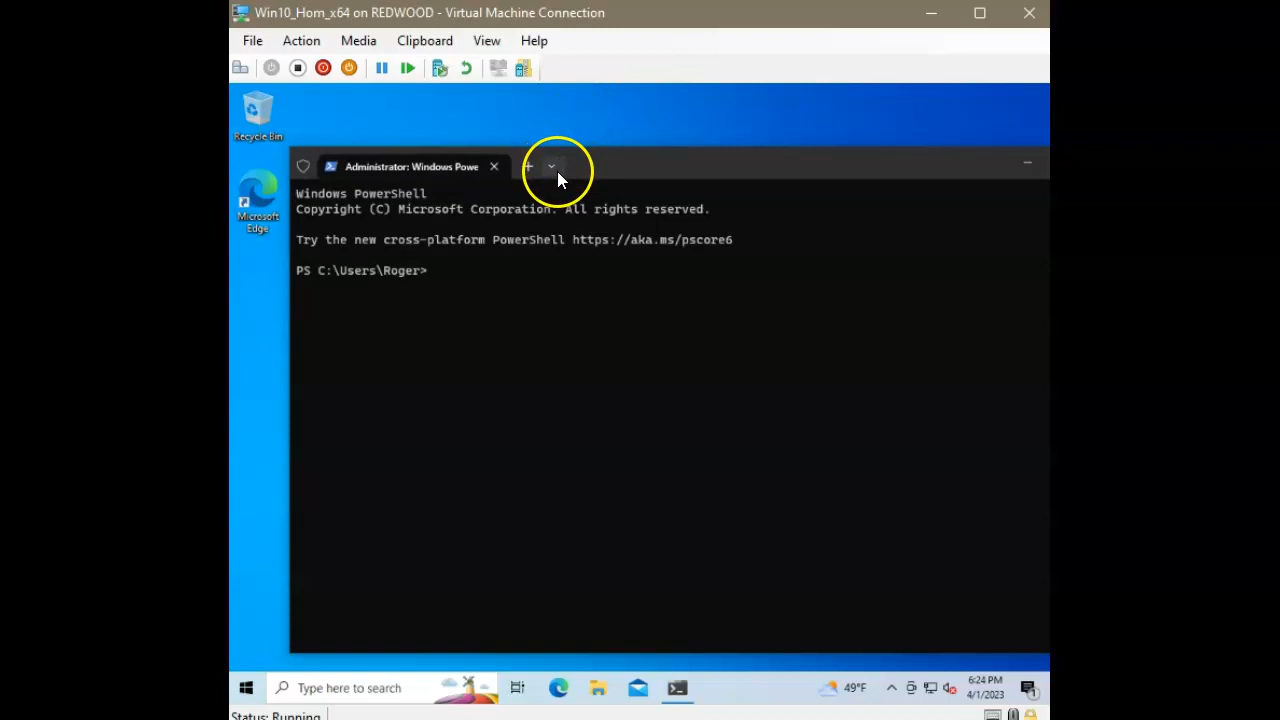 Win10_Hom_x64 on REDWOOD - Virtual Machine Connection
File Action Media Clipboard View Help
Recycle Bin
Administrator: Windows Powe
Windows PowerShell
Copyright (C) Microsoft Corporation. All rights reserved.
Microsoft
Edge
Try the new cross-platform PowerShell https://aka.ms/pscore6
PS C:\Users\Roger>
Type here to search
49°F
6:24 PM
4/1/2023
1
Status: Running